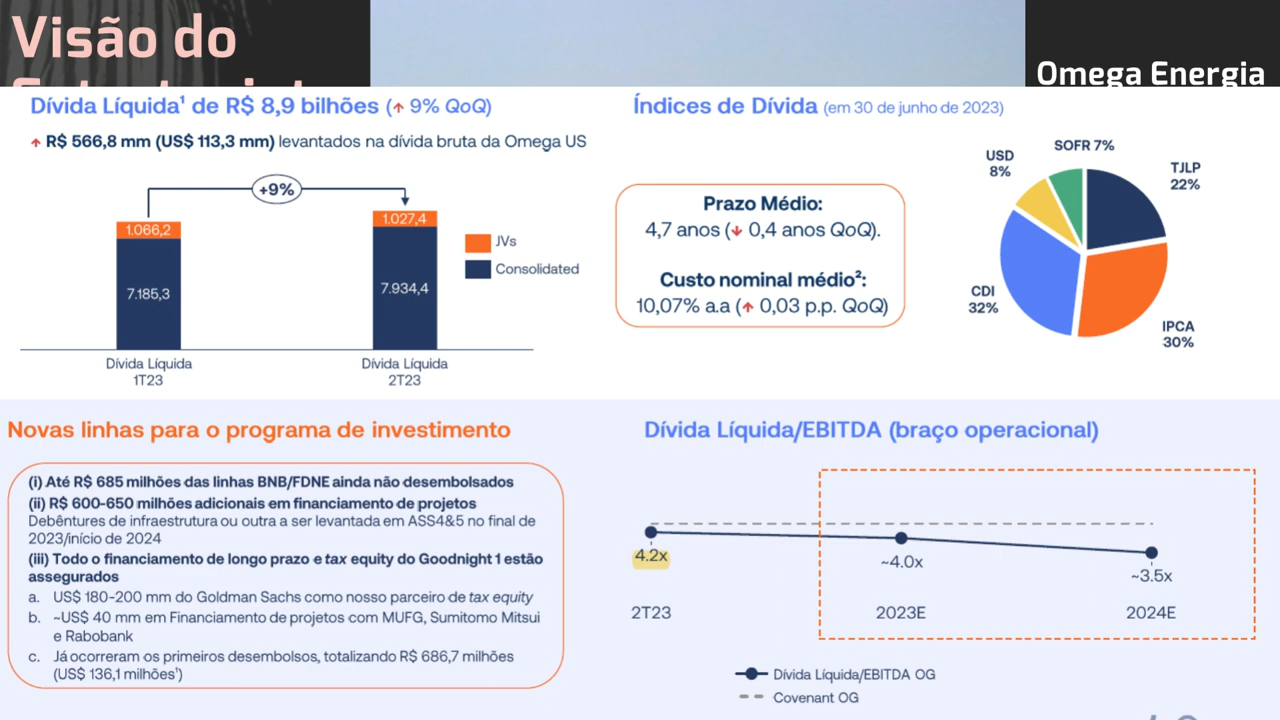 Visão do
Omega Energia
Dívida Líquida¹ de R$ 8,9 bilhões (↑ 9% QoQ)
↑ R$ 566,8 mm (US$ 113,3 mm) levantados na dívida bruta da Omega US
+9%
1.066,2
7.185,3
1.027,4
7.934,4
JVs
Consolidated
Dívida Líquida
1T23
Dívida Líquida
2T23
Índices de Dívida (em 30 de junho de 2023)
Prazo Médio:
4,7 anos (↓ 0,4 anos QoQ).
Custo nominal médio²:
10,07% a.a (↑ 0,03 p.p. QoQ)
SOFR 7%
USD
8%
TJLP
22%
CDI
32%
IPCA
30%
Novas linhas para o programa de investimento
(i) Até R$ 685 milhões das linhas BNB/FDNE ainda não desembolsados
(ii) R$ 600-650 milhões adicionais em financiamento de projetos
Debêntures de infraestrutura ou outra a ser levantada em ASS4&5 no final de
2023/início de 2024
(iii) Todo o financiamento de longo prazo e tax equity do Goodnight 1 estão
assegurados
a. US$ 180-200 mm do Goldman Sachs como nosso parceiro de tax equity
b. ~US$ 40 mm em Financiamento de projetos com MUFG, Sumitomo Mitsui
e Rabobank
c. Já ocorreram os primeiros desembolsos, totalizando R$ 686,7 milhões
(US$ 136,1 milhões¹)
Dívida Líquida/EBITDA (braço operacional)
4.2x
~4.0x
~3.5x
2T23
2023E
2024E
Dívida Líquida/EBITDA OG
Covenant OG